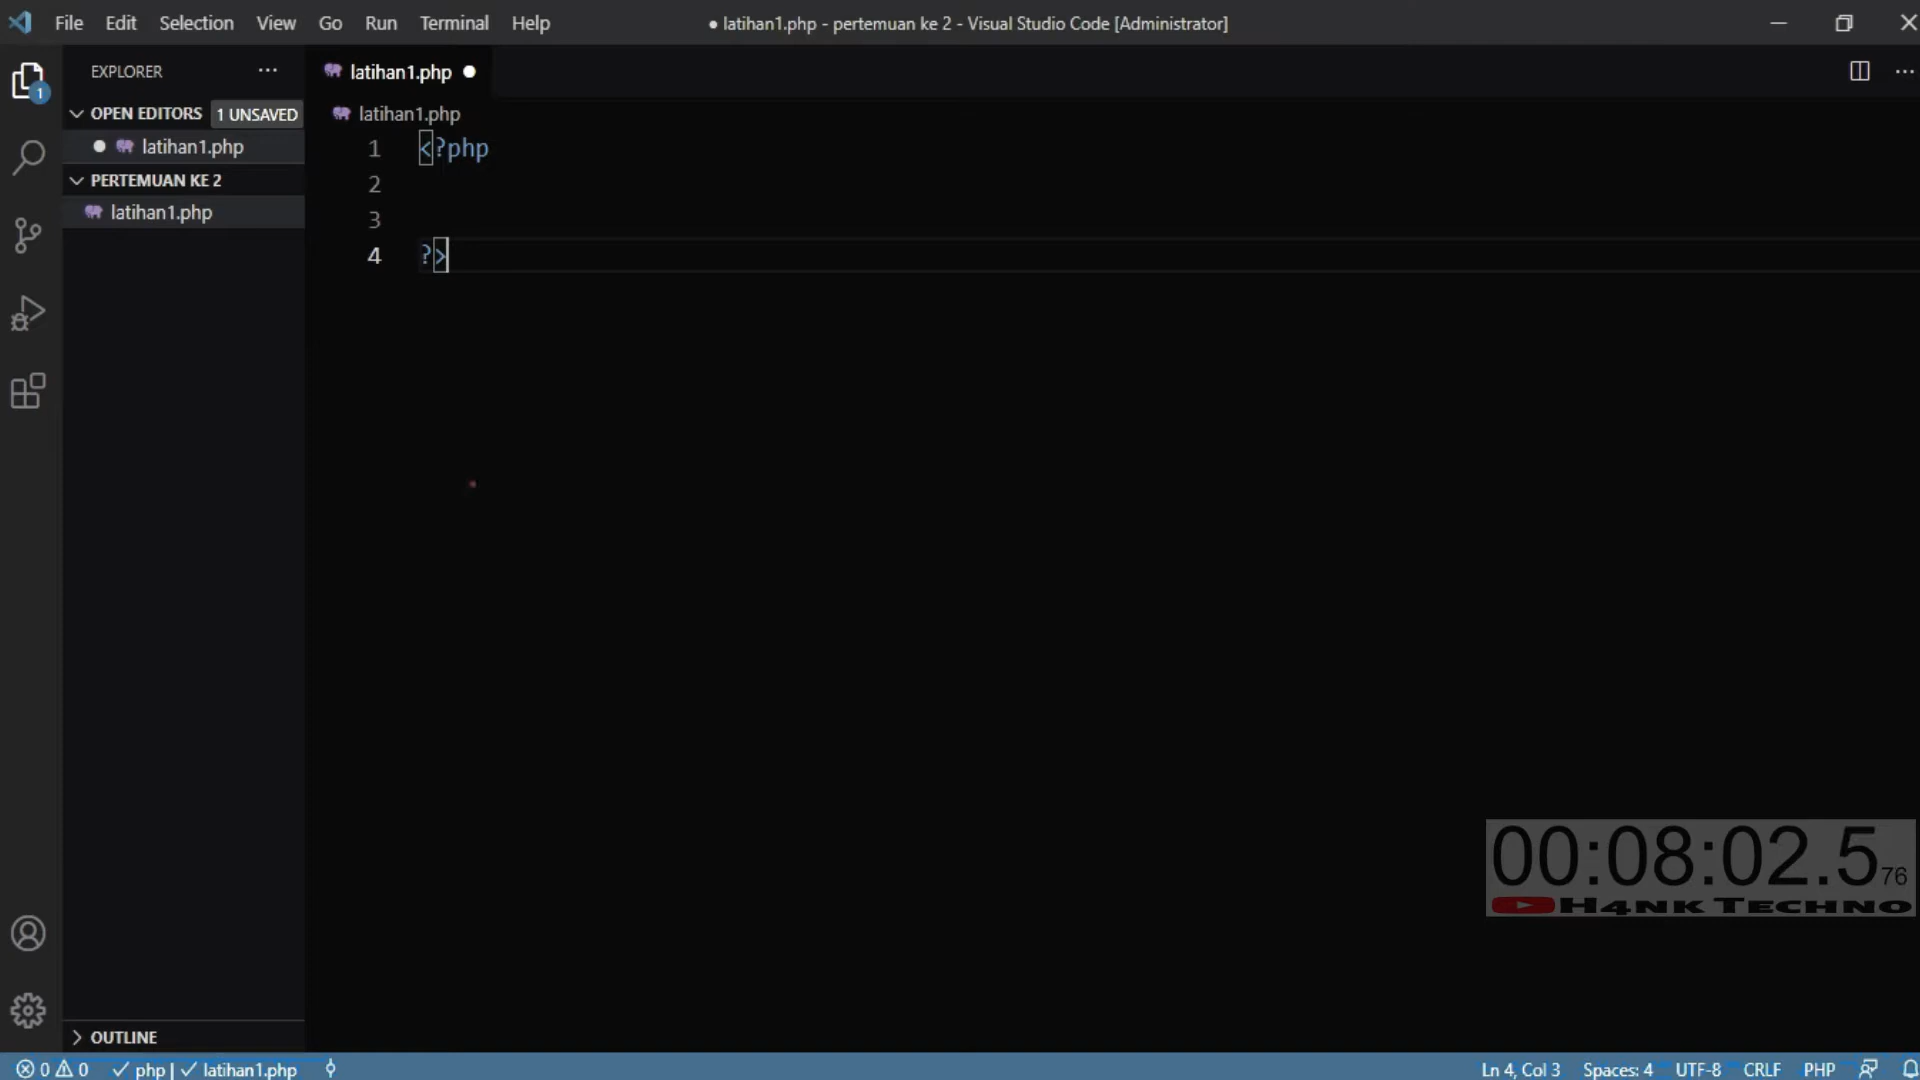 File Edit Selection View Go Run Terminal Help
● latihan1.php - pertemuan ke 2 - Visual Studio Code [Administrator]
EXPLORER ···
latihan1.php ●
1
OPEN EDITORS 1 UNSAVED
latihan1.php
● latihan1.php
PERTEMUAN KE 2
latihan1.php
1 <?php
2
3
4 ?>
00:08:02.576
H4NK TECHNO
OUTLINE
0 0 php | latihan1.php
Ln 4, Col 3 Spaces: 4 UTF-8 CRLF PHP